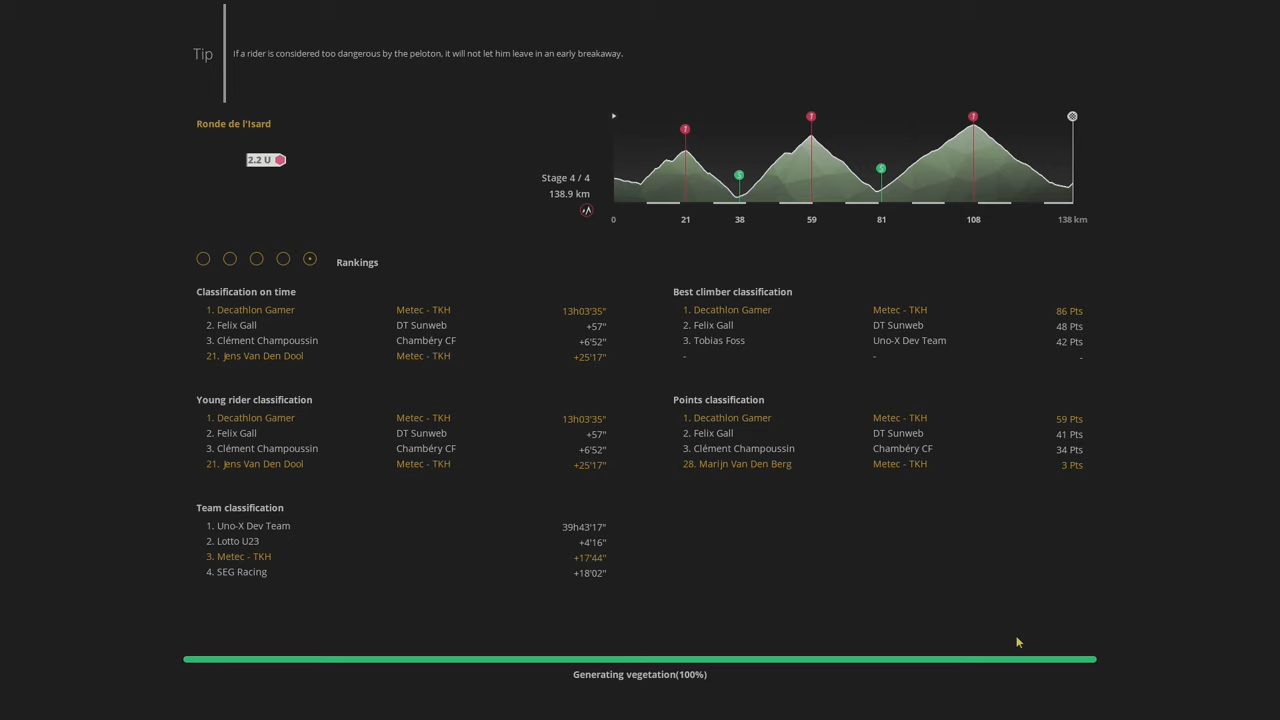 Tip
If a rider is considered too dangerous by the peloton, it will not let him leave in an early breakaway.
Ronde de l'Isard
2.2 U
Stage 4 / 4
138.9 km
0 21 38 59 81 108 138 km
Rankings
Classification on time
1. Decathlon Gamer Metec - TKH 13h03'35"
2. Felix Gall DT Sunweb +57"
3. Clément Champoussin Chambéry CF +6'52"
21. Jens Van Den Dool Metec - TKH +25'17"
Best climber classification
1. Decathlon Gamer Metec - TKH 86 Pts
2. Felix Gall DT Sunweb 48 Pts
3. Tobias Foss Uno-X Dev Team 42 Pts
- - -
Young rider classification
1. Decathlon Gamer Metec - TKH 13h03'35"
2. Felix Gall DT Sunweb +57"
3. Clément Champoussin Chambéry CF +6'52"
21. Jens Van Den Dool Metec - TKH +25'17"
Points classification
1. Decathlon Gamer Metec - TKH 59 Pts
2. Felix Gall DT Sunweb 41 Pts
3. Clément Champoussin Chambéry CF 34 Pts
28. Marijn Van Den Berg Metec - TKH 3 Pts
Team classification
1. Uno-X Dev Team 39h43'17"
2. Lotto U23 +4'16"
3. Metec - TKH +17'44"
4. SEG Racing +18'02"
Generating vegetation(100%)